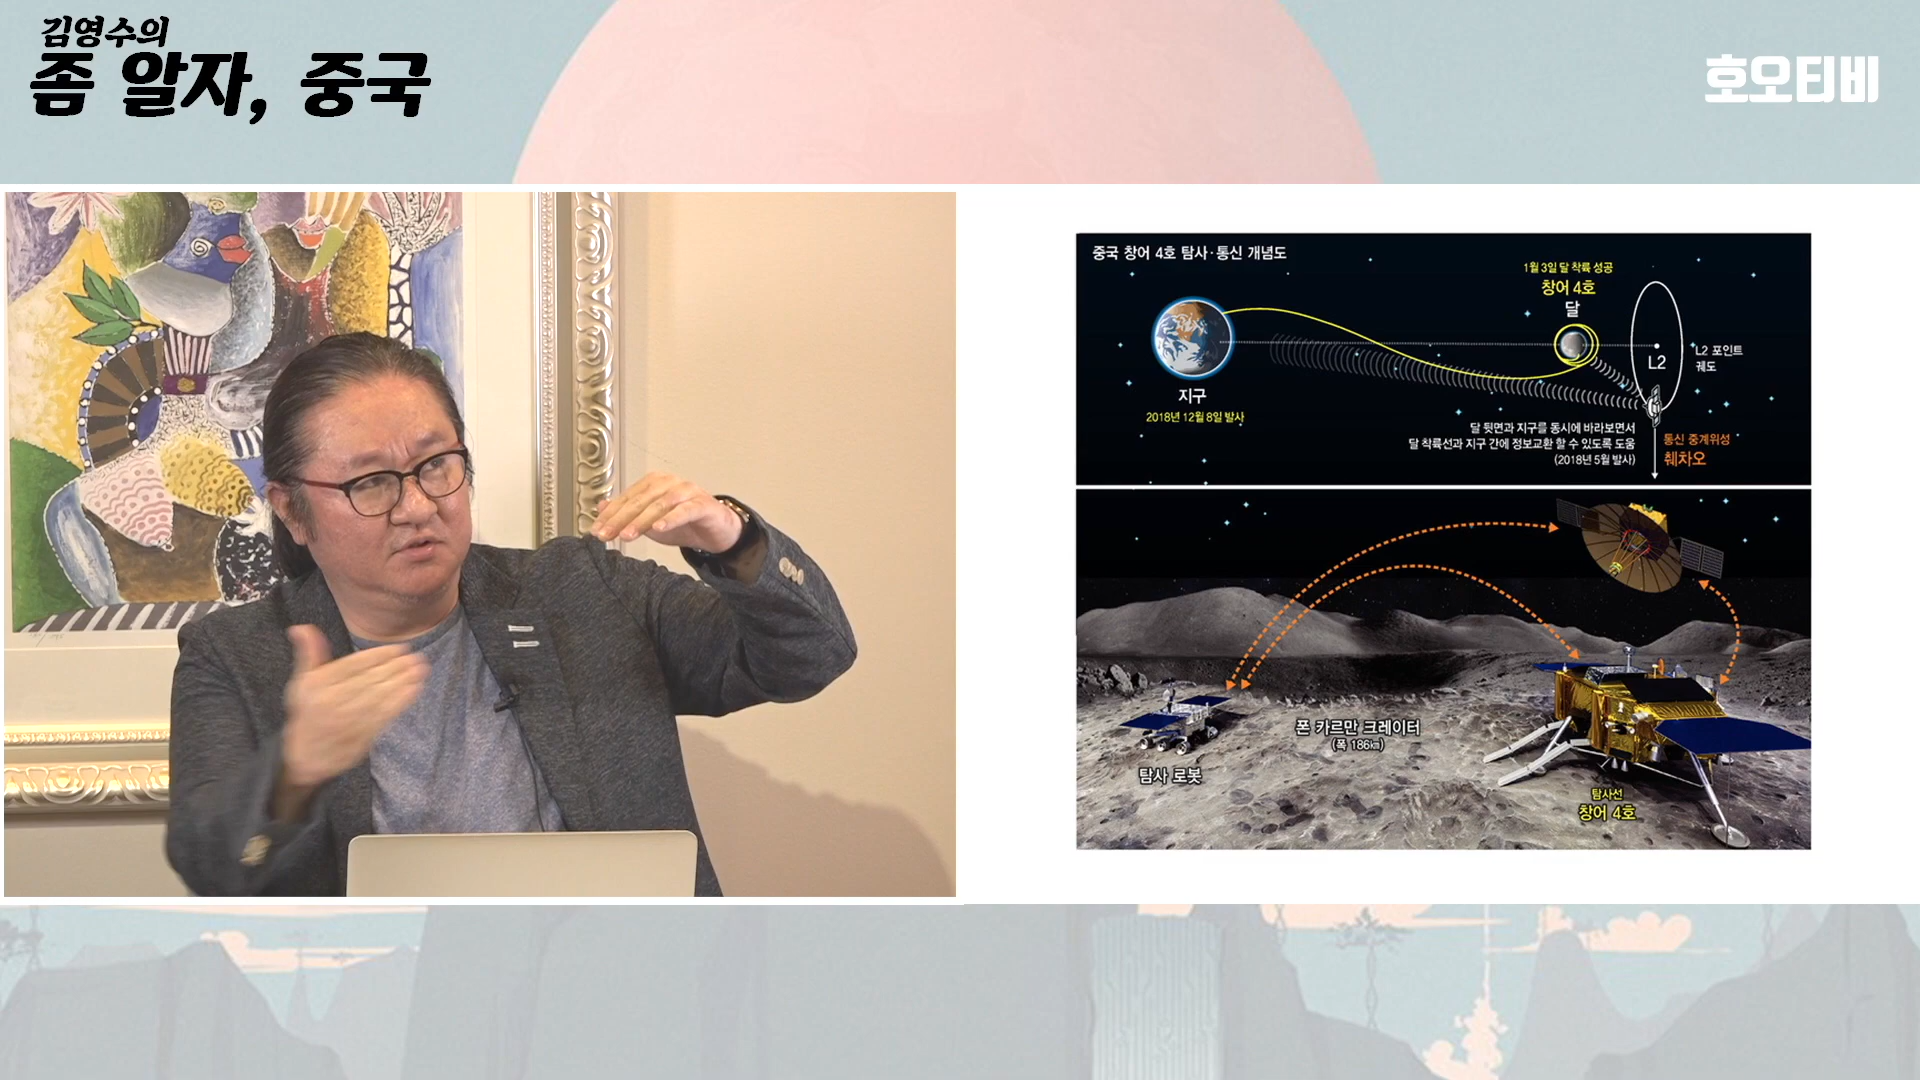 김영수의
좀 알자, 중국
호오티비
중국 창어 4호 탐사·통신 개념도
1월 3일 달 착륙 성공
창어 4호
달
L2
L2 포인트
궤도
지구
2018년 12월 8일 발사
달 뒷면과 지구를 동시에 바라보면서
달 착륙선과 지구 간에 정보교환 할 수 있도록 도움
(2018년 5월 발사)
통신 중계위성
췌차오
폰 카르만 크레이터
(폭 186㎞)
탐사 로봇
탐사선
창어 4호